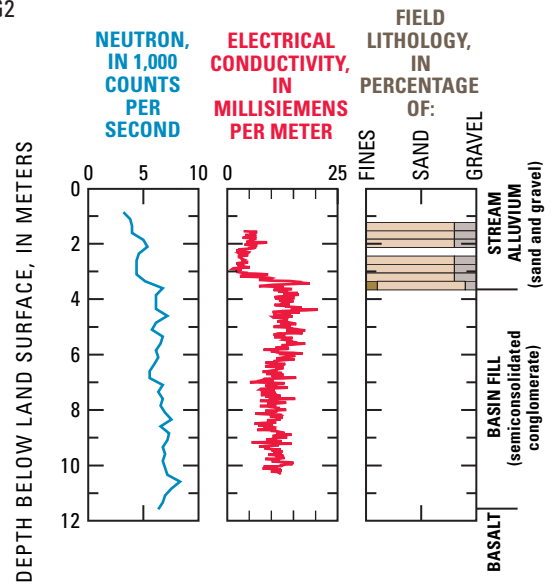 G2
NEUTRON,
IN 1,000
COUNTS
PER
SECOND
ELECTRICAL
CONDUCTIVITY,
IN
MILLISIEMENS
PER METER
FIELD
LITHOLOGY,
IN
PERCENTAGE
OF:
FINES
SAND
GRAVEL
0 5 10
0 25
DEPTH BELOW LAND SURFACE, IN METERS
0
2
4
6
8
10
12
STREAM
ALLUVIUM
(sand and gravel)
BASIN FILL
(semiconsolidated
conglomerate)
BASALT